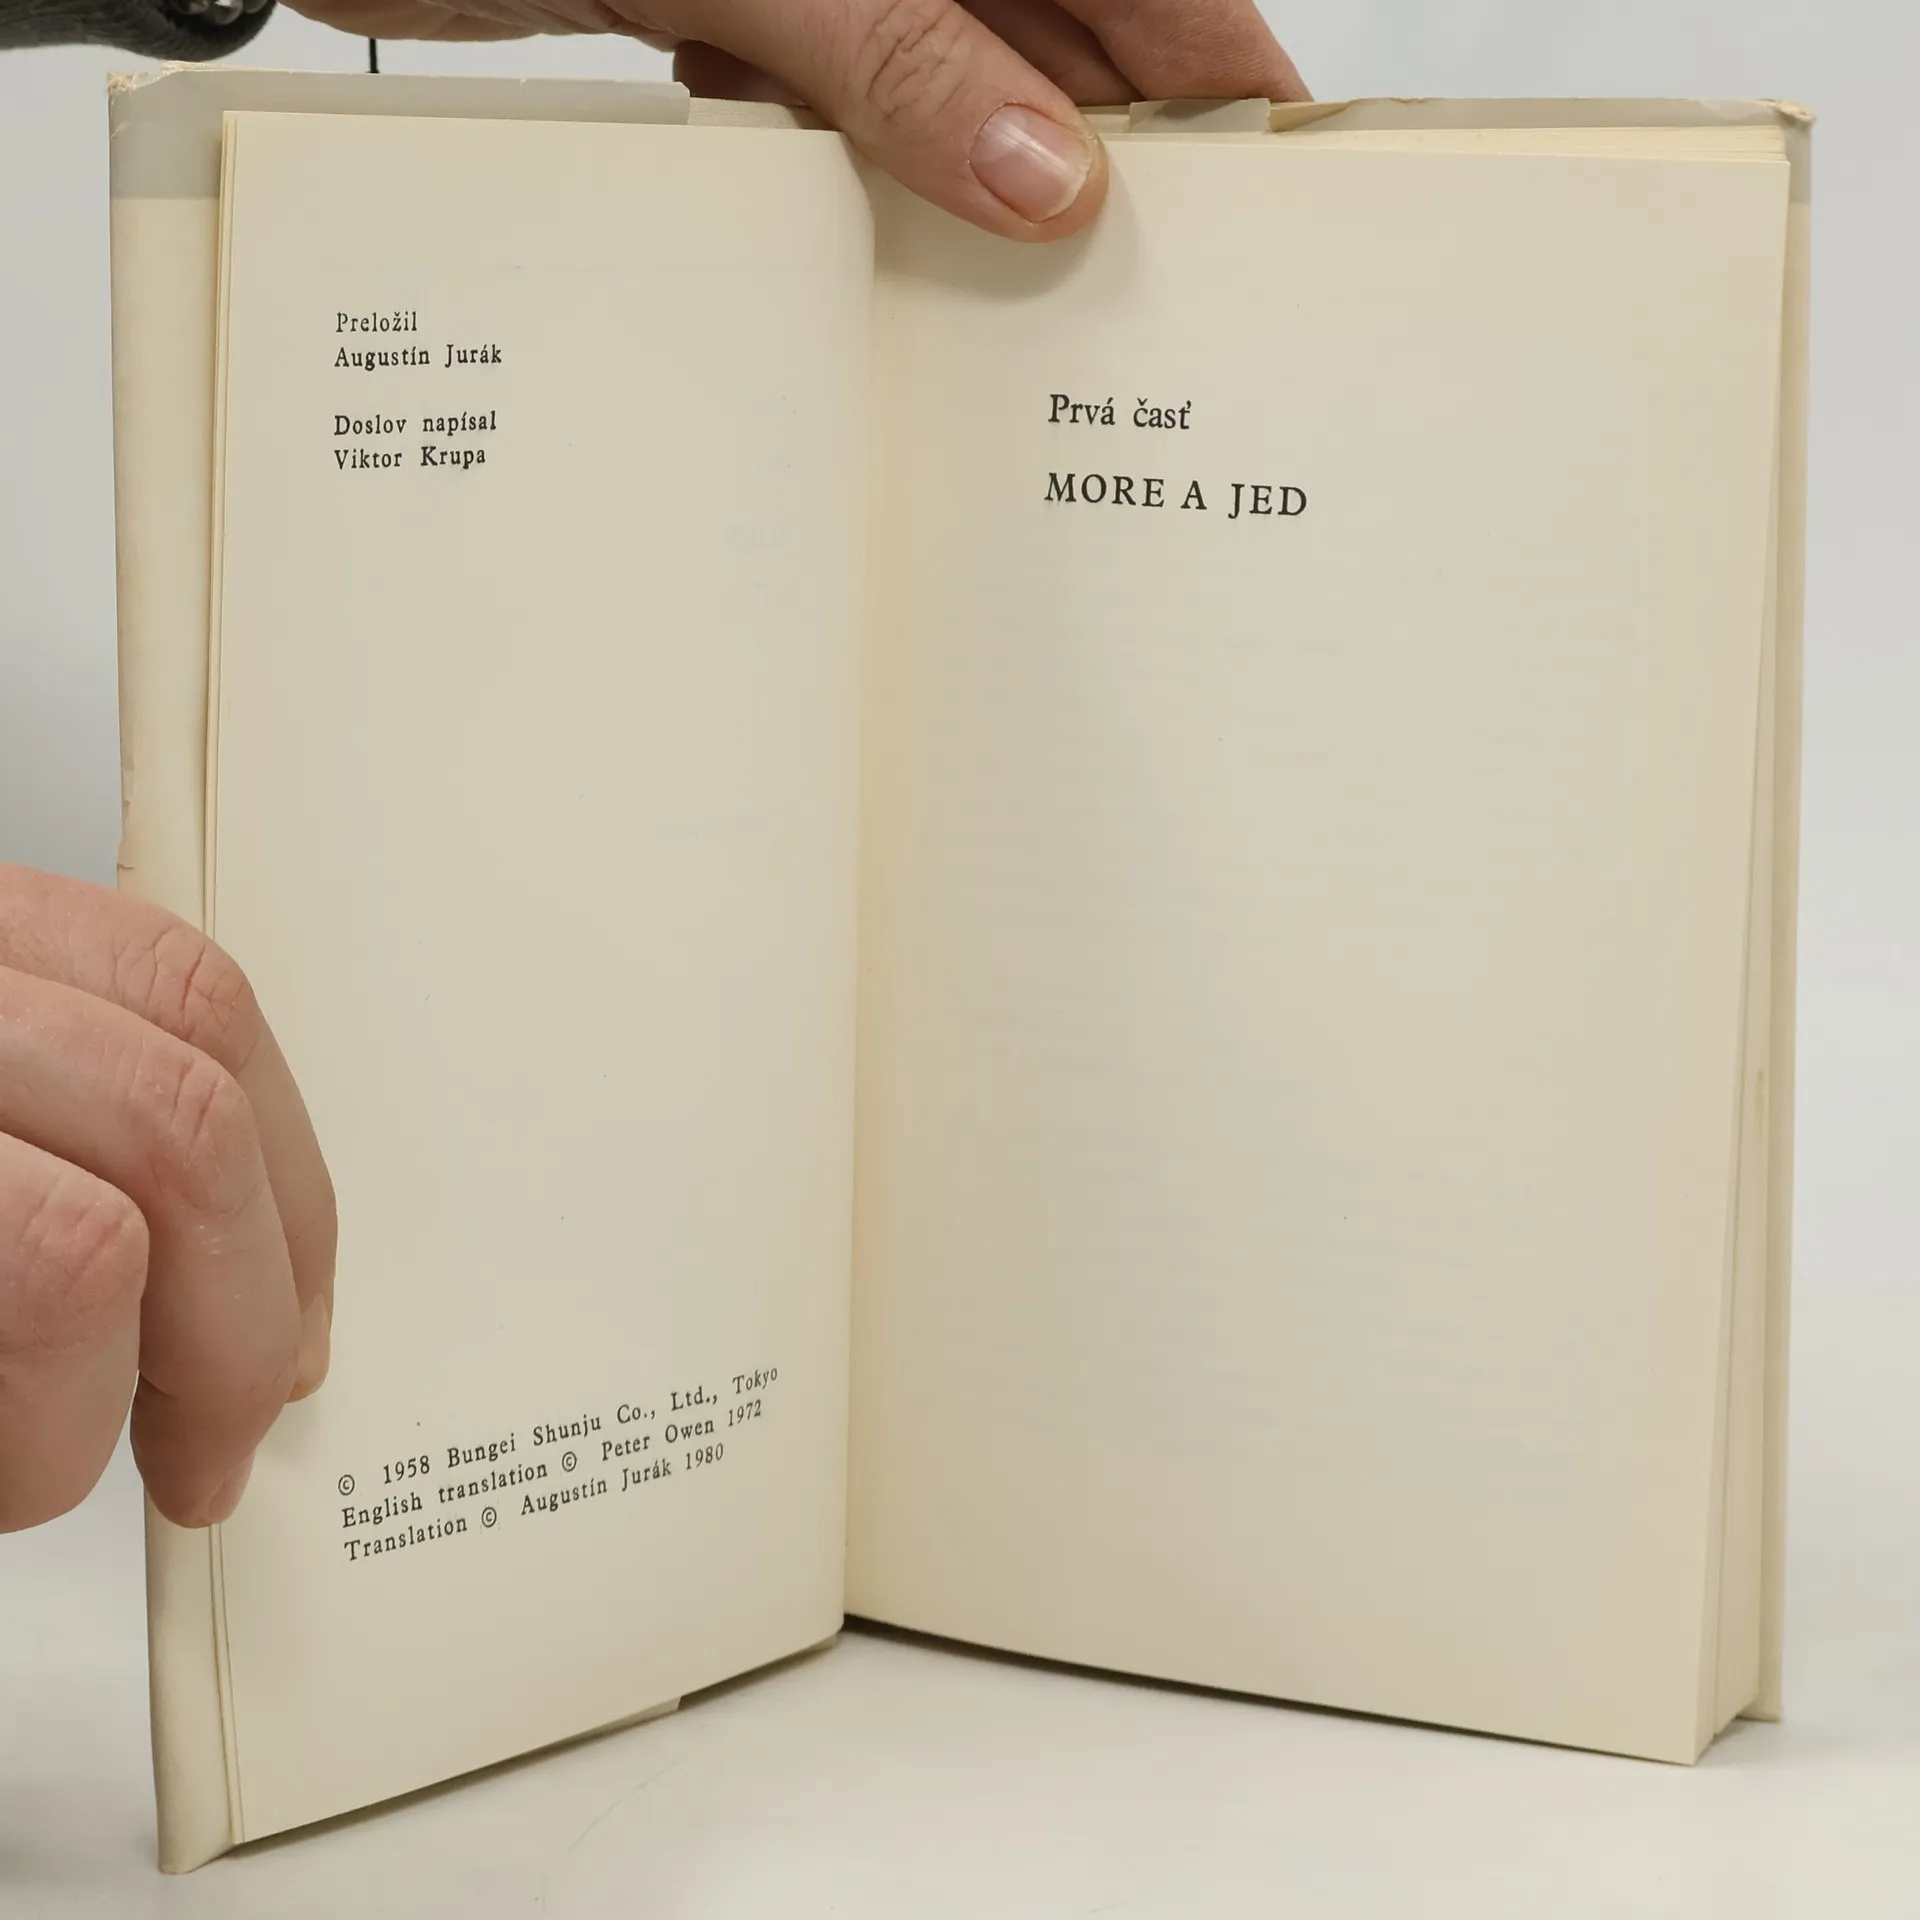 Preložil
Augustín Jurák
Doslov napísal
Viktor Krupa
© 1958 Bungei Shunju Co., Ltd., Tokyo
English translation © Peter Owen 1972
Translation © Augustín Jurák 1980
Prvá časť
MORE A JED